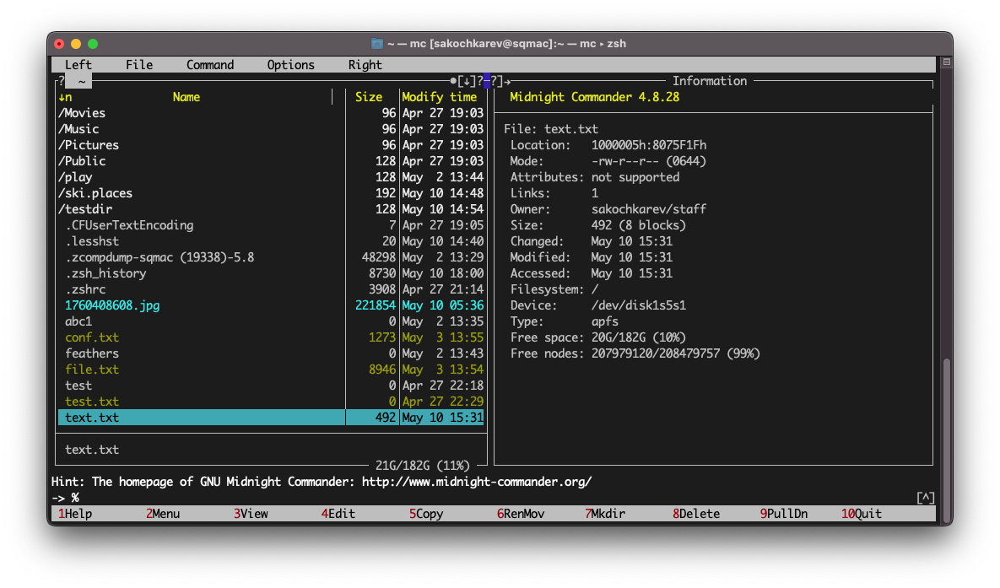 ~ — mc [sakochkarev@sqmac]:~ — mc ▸ zsh
Left File Command Options Right
? ~ ●[↓]? ?]→ Information
↓n Name Size Modify time
/Movies 96 Apr 27 19:03
/Music 96 Apr 27 19:03
/Pictures 96 Apr 27 19:03
/Public 128 Apr 27 19:03
/play 128 May 2 13:44
/ski.places 192 May 10 14:48
/testdir 128 May 10 14:54
.CFUserTextEncoding 7 Apr 27 19:05
.lesshst 20 May 10 14:40
.zcompdump-sqmac (19338)-5.8 48298 May 2 13:29
.zsh_history 8730 May 10 18:00
.zshrc 3908 Apr 27 21:14
1760408608.jpg 221854 May 10 05:36
abc1 0 May 2 13:35
conf.txt 1273 May 3 13:55
feathers 0 May 2 13:43
file.txt 8946 May 3 13:54
test 0 Apr 27 22:18
test.txt 0 Apr 27 22:29
text.txt 492 May 10 15:31
text.txt
21G/182G (11%)
Midnight Commander 4.8.28
File: text.txt
Location: 1000005h:8075F1Fh
Mode: -rw-r--r-- (0644)
Attributes: not supported
Links: 1
Owner: sakochkarev/staff
Size: 492 (8 blocks)
Changed: May 10 15:31
Modified: May 10 15:31
Accessed: May 10 15:31
Filesystem: /
Device: /dev/disk1s5s1
Type: apfs
Free space: 20G/182G (10%)
Free nodes: 207979120/208479757 (99%)
Hint: The homepage of GNU Midnight Commander: http://www.midnight-commander.org/
-> % [^]
1Help 2Menu 3View 4Edit 5Copy 6RenMov 7Mkdir 8Delete 9PullDn 10Quit